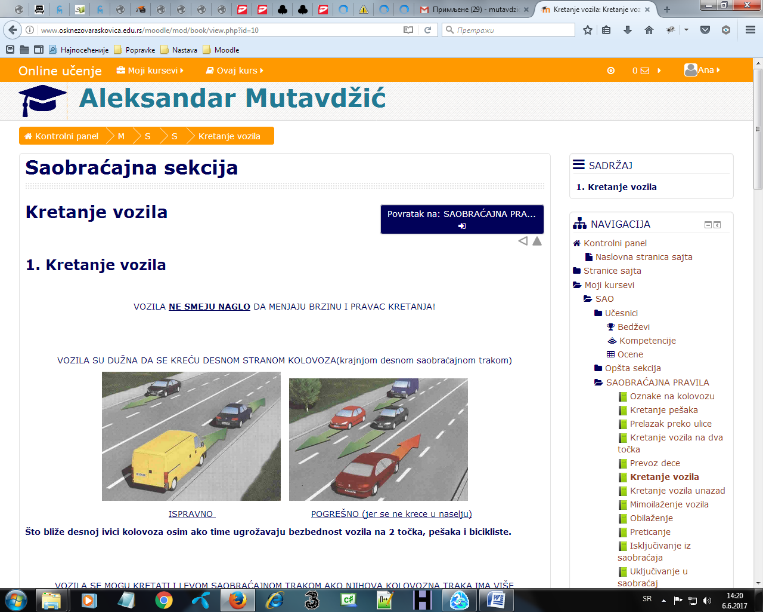 Примљене (29) - mutavdz
Kretanje vozila: Kretanje voz
www.osknezevaraskovica.edu.rs/moodle/mod/book/view.php?id=10
Претражи
Најпосећеније
Popravke
Nastava
Moodle
Online učenje
Moji kursevi
Ovaj kurs
0
Ana
Aleksandar Mutavdžić
Kontrolni panel
M
S
S
Kretanje vozila
Saobraćajna sekcija
Kretanje vozila
Povratak na: SAOBRAĆAJNA PRA...
1. Kretanje vozila
VOZILA NE SMEJU NAGLO DA MENJAJU BRZINU I PRAVAC KRETANJA!
VOZILA SU DUŽNA DA SE KREĆU DESNOM STRANOM KOLOVOZA(krajnjom desnom saobraćajnom trakom)
ISPRAVNO
POGREŠNO (jer se ne krece u naselju)
Što bliže desnoj ivici kolovoza osim ako time ugrožavaju bezbednost vozila na 2 točka, pešaka i bicikliste.
VOZILA SE MOGU KRETATI I LEVOM SAOBRAĆAJNOM TRAKOM AKO NJIHOVA KOLOVOZNA TRAKA IMA VIŠE
SADRŽAJ
1. Kretanje vozila
NAVIGACIJA
Kontrolni panel
Naslovna stranica sajta
Stranice sajta
Moji kursevi
SAO
Učesnici
Bedževi
Kompetencije
Ocene
Opšta sekcija
SAOBRAĆAJNA PRAVILA
Oznake na kolovozu
Kretanje pešaka
Prelazak preko ulice
Kretanje vozila na dva
točka
Prevoz dece
Kretanje vozila
Kretanje vozila unazad
Mimoilaženje vozila
Obilaženje
Preticanje
Isključivanje iz
saobraćaja
Uključivanje u
saobraćaj
SR
14:20
6.6.2017